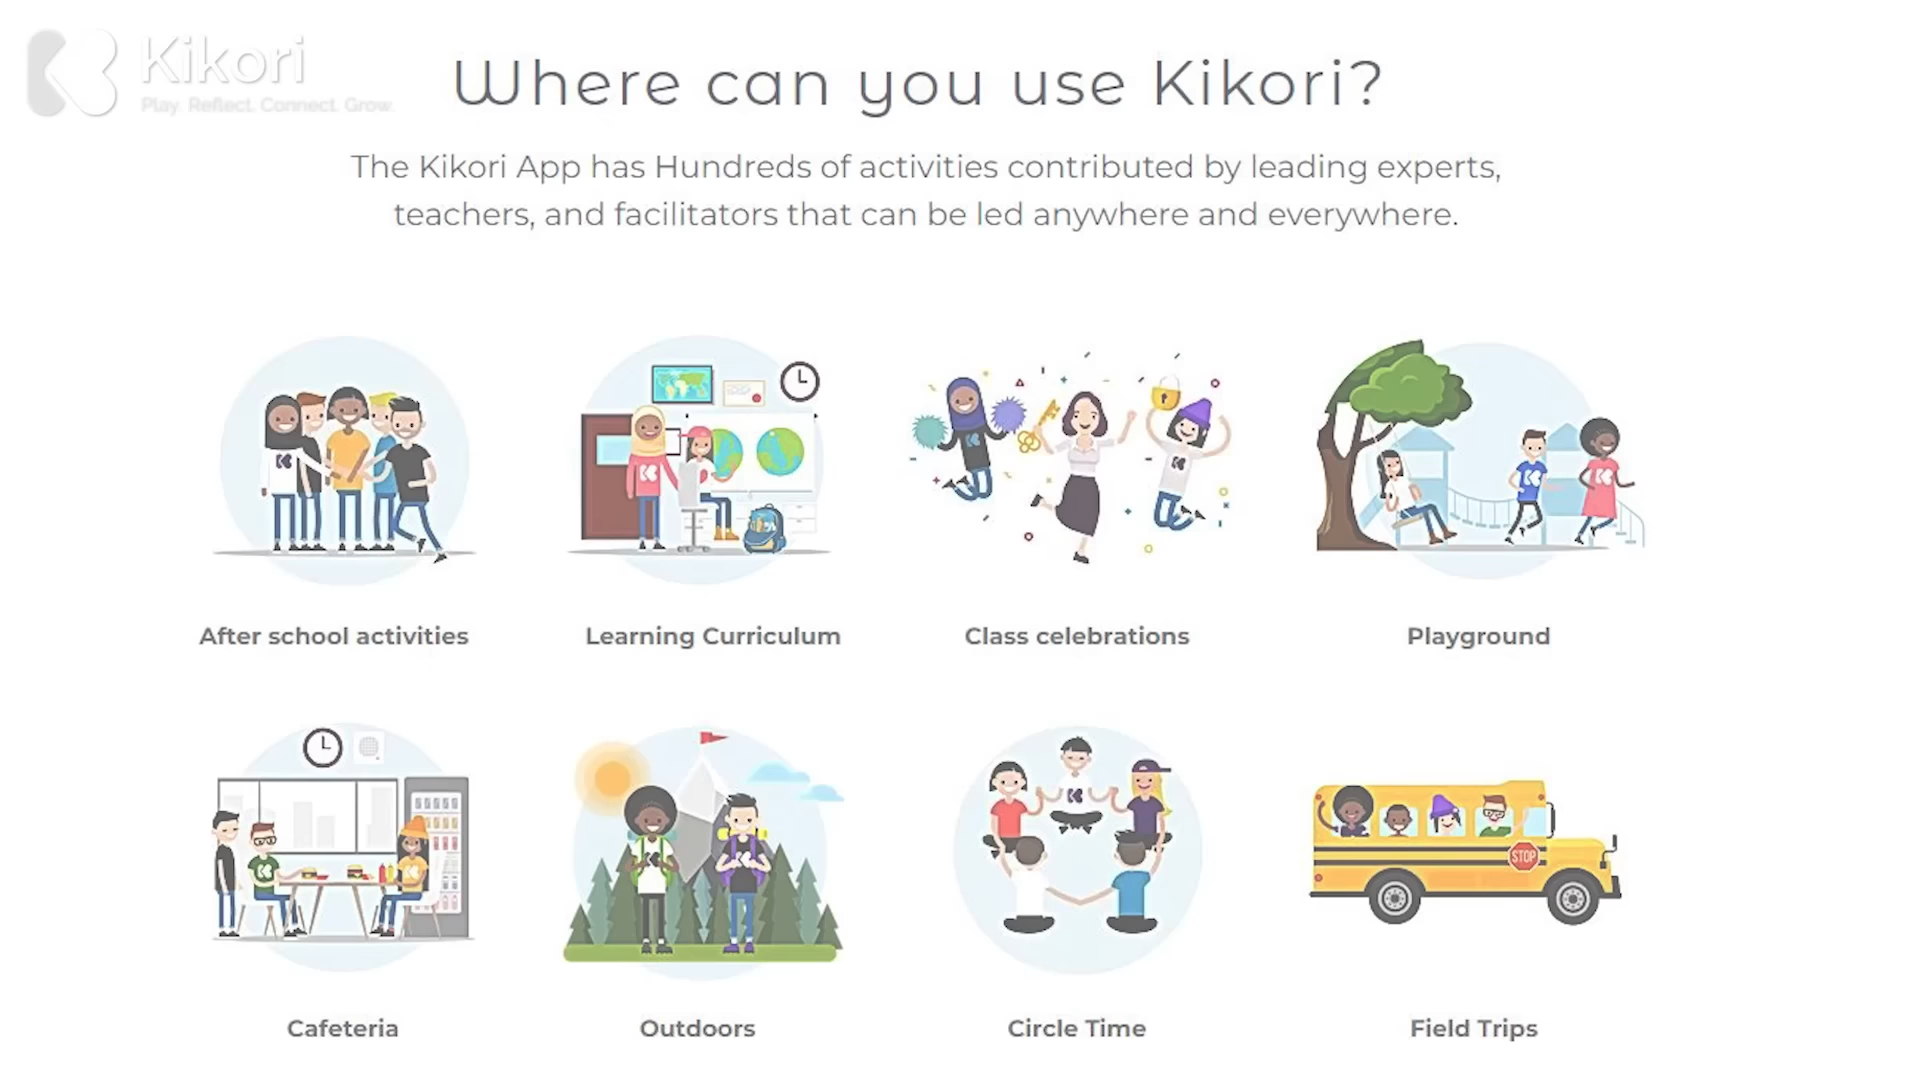 Kikori
Play. Reflect. Connect. Grow.
Where can you use Kikori?
The Kikori App has Hundreds of activities contributed by leading experts,
teachers, and facilitators that can be led anywhere and everywhere.
After school activities
Learning Curriculum
Class celebrations
Playground
STOP
Cafeteria
Outdoors
Circle Time
Field Trips